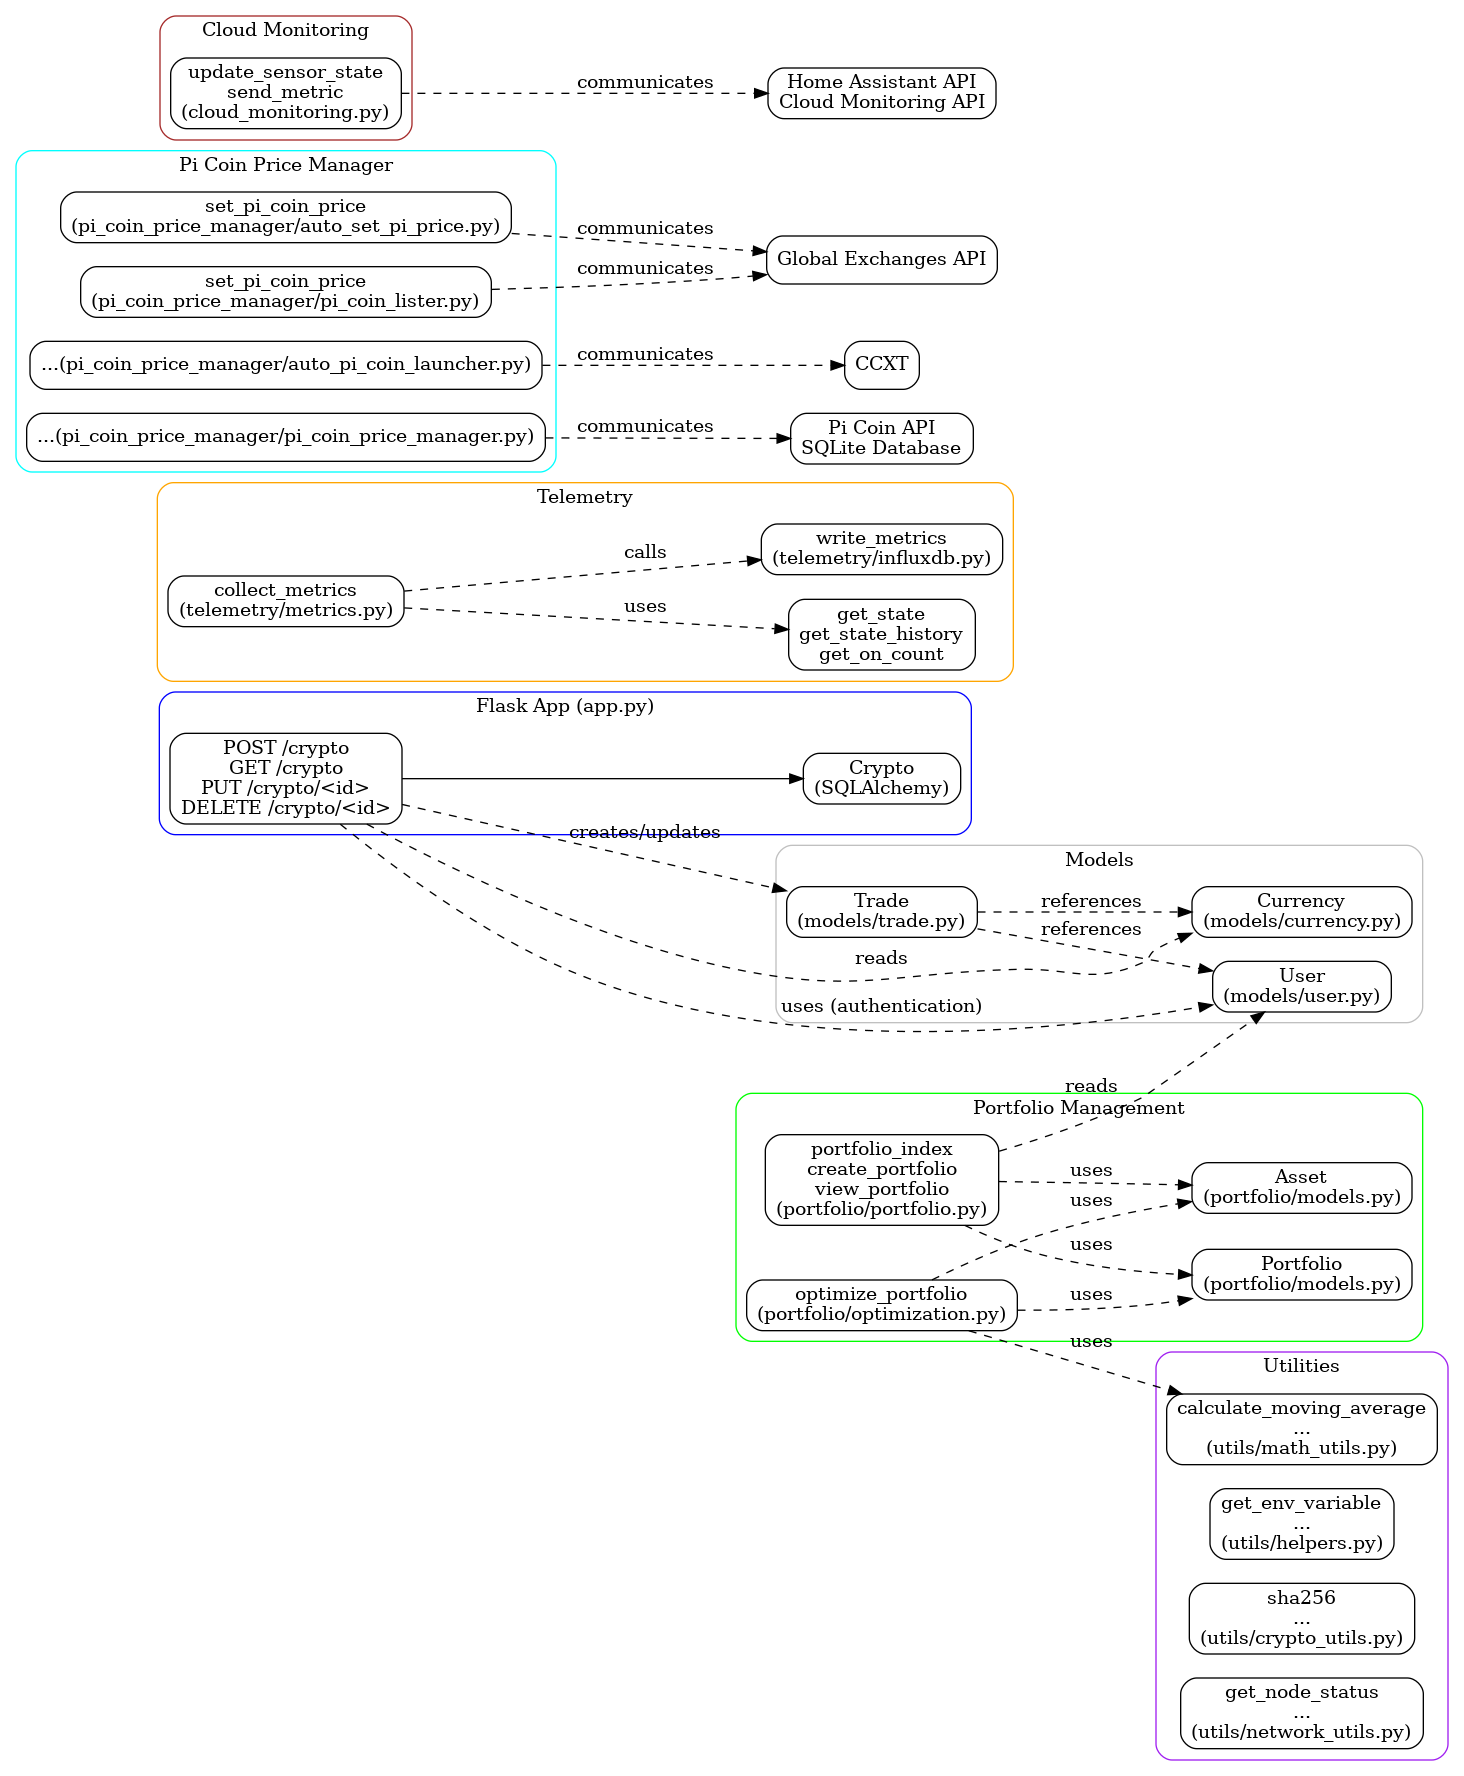 Cloud Monitoring
update_sensor_state
send_metric
(cloud_monitoring.py)
communicates
Home Assistant API
Cloud Monitoring API
Pi Coin Price Manager
set_pi_coin_price
(pi_coin_price_manager/auto_set_pi_price.py)
communicates
set_pi_coin_price
(pi_coin_price_manager/pi_coin_lister.py)
communicates
Global Exchanges API
...(pi_coin_price_manager/auto_pi_coin_launcher.py)
communicates
CCXT
...(pi_coin_price_manager/pi_coin_price_manager.py)
communicates
Pi Coin API
SQLite Database
Telemetry
collect_metrics
(telemetry/metrics.py)
calls
write_metrics
(telemetry/influxdb.py)
uses
get_state
get_state_history
get_on_count
Flask App (app.py)
POST /crypto
GET /crypto
PUT /crypto/<id>
DELETE /crypto/<id>
Crypto
(SQLAlchemy)
creates/updates
Models
Trade
(models/trade.py)
references
Currency
(models/currency.py)
references
reads
User
(models/user.py)
uses (authentication)
reads
Portfolio Management
portfolio_index
create_portfolio
view_portfolio
(portfolio/portfolio.py)
uses
Asset
(portfolio/models.py)
uses
uses
Portfolio
(portfolio/models.py)
optimize_portfolio
(portfolio/optimization.py)
uses
uses
Utilities
calculate_moving_average
...
(utils/math_utils.py)
get_env_variable
...
(utils/helpers.py)
sha256
...
(utils/crypto_utils.py)
get_node_status
...
(utils/network_utils.py)